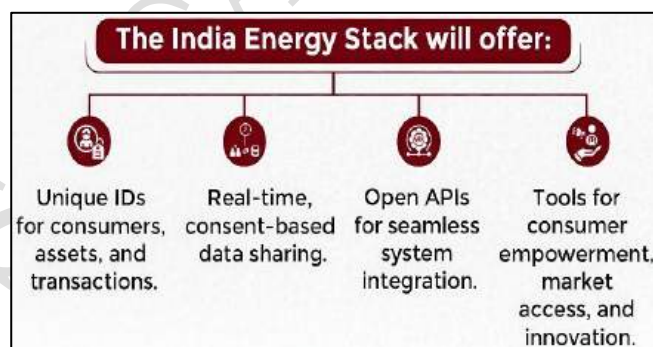 The India Energy Stack will offer:
Unique IDs
for consumers,
assets, and
transactions.
Real-time,
consent-based
data sharing.
Open APIs
for seamless
system
integration.
Tools for
consumer
empowerment,
market
access, and
innovation.